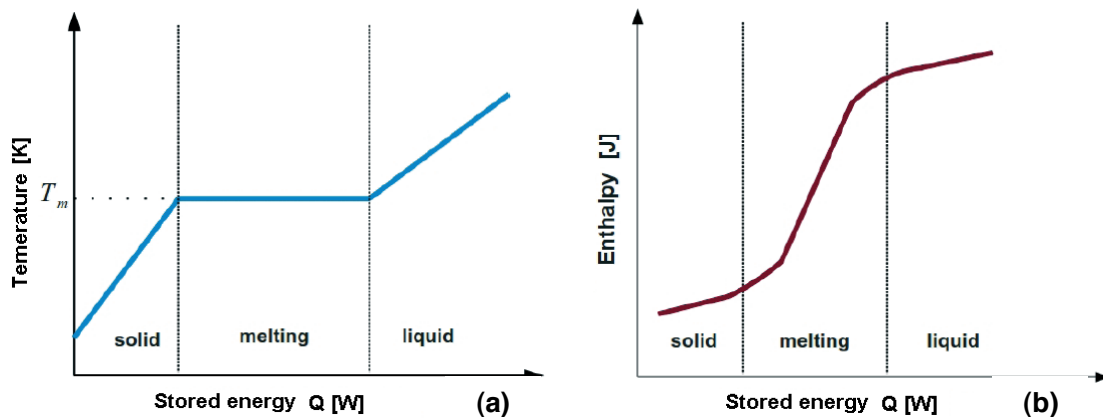 Temerature [K]
T_m
solid
melting
liquid
Stored energy Q [W]
(a)
Enthalpy [J]
solid
melting
liquid
Stored energy Q [W]
(b)